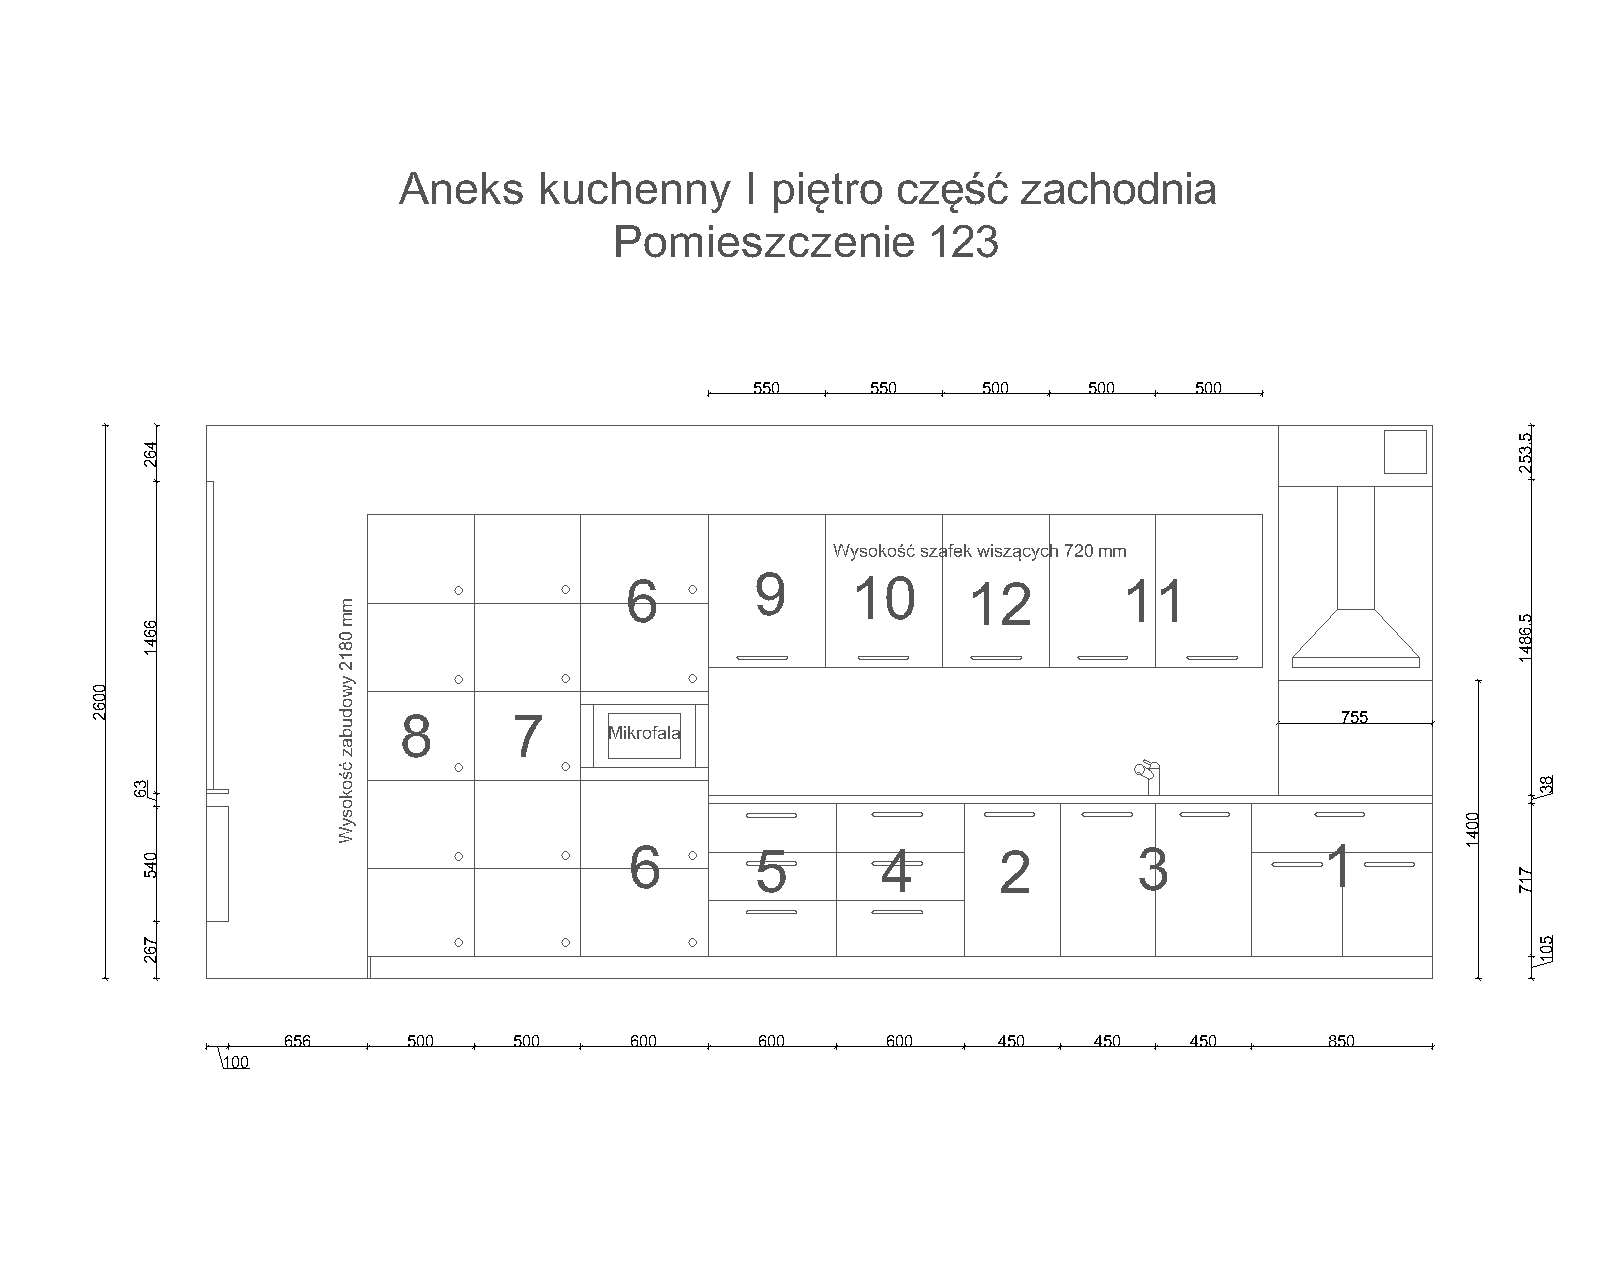 Aneks kuchenny I piętro część zachodnia
Pomieszczenie 123
550 550 500 500 500
264
1466
2600
63
540
267
Wysokość zabudowy 2180 mm
Wysokość szafek wiszących 720 mm
6 9 10 12 11
8 7 Mikrofala
6 5 4 2 3 1
755
253.5
1486.5
38
1400
717
105
656 500 500 600 600 600 450 450 450 850
100